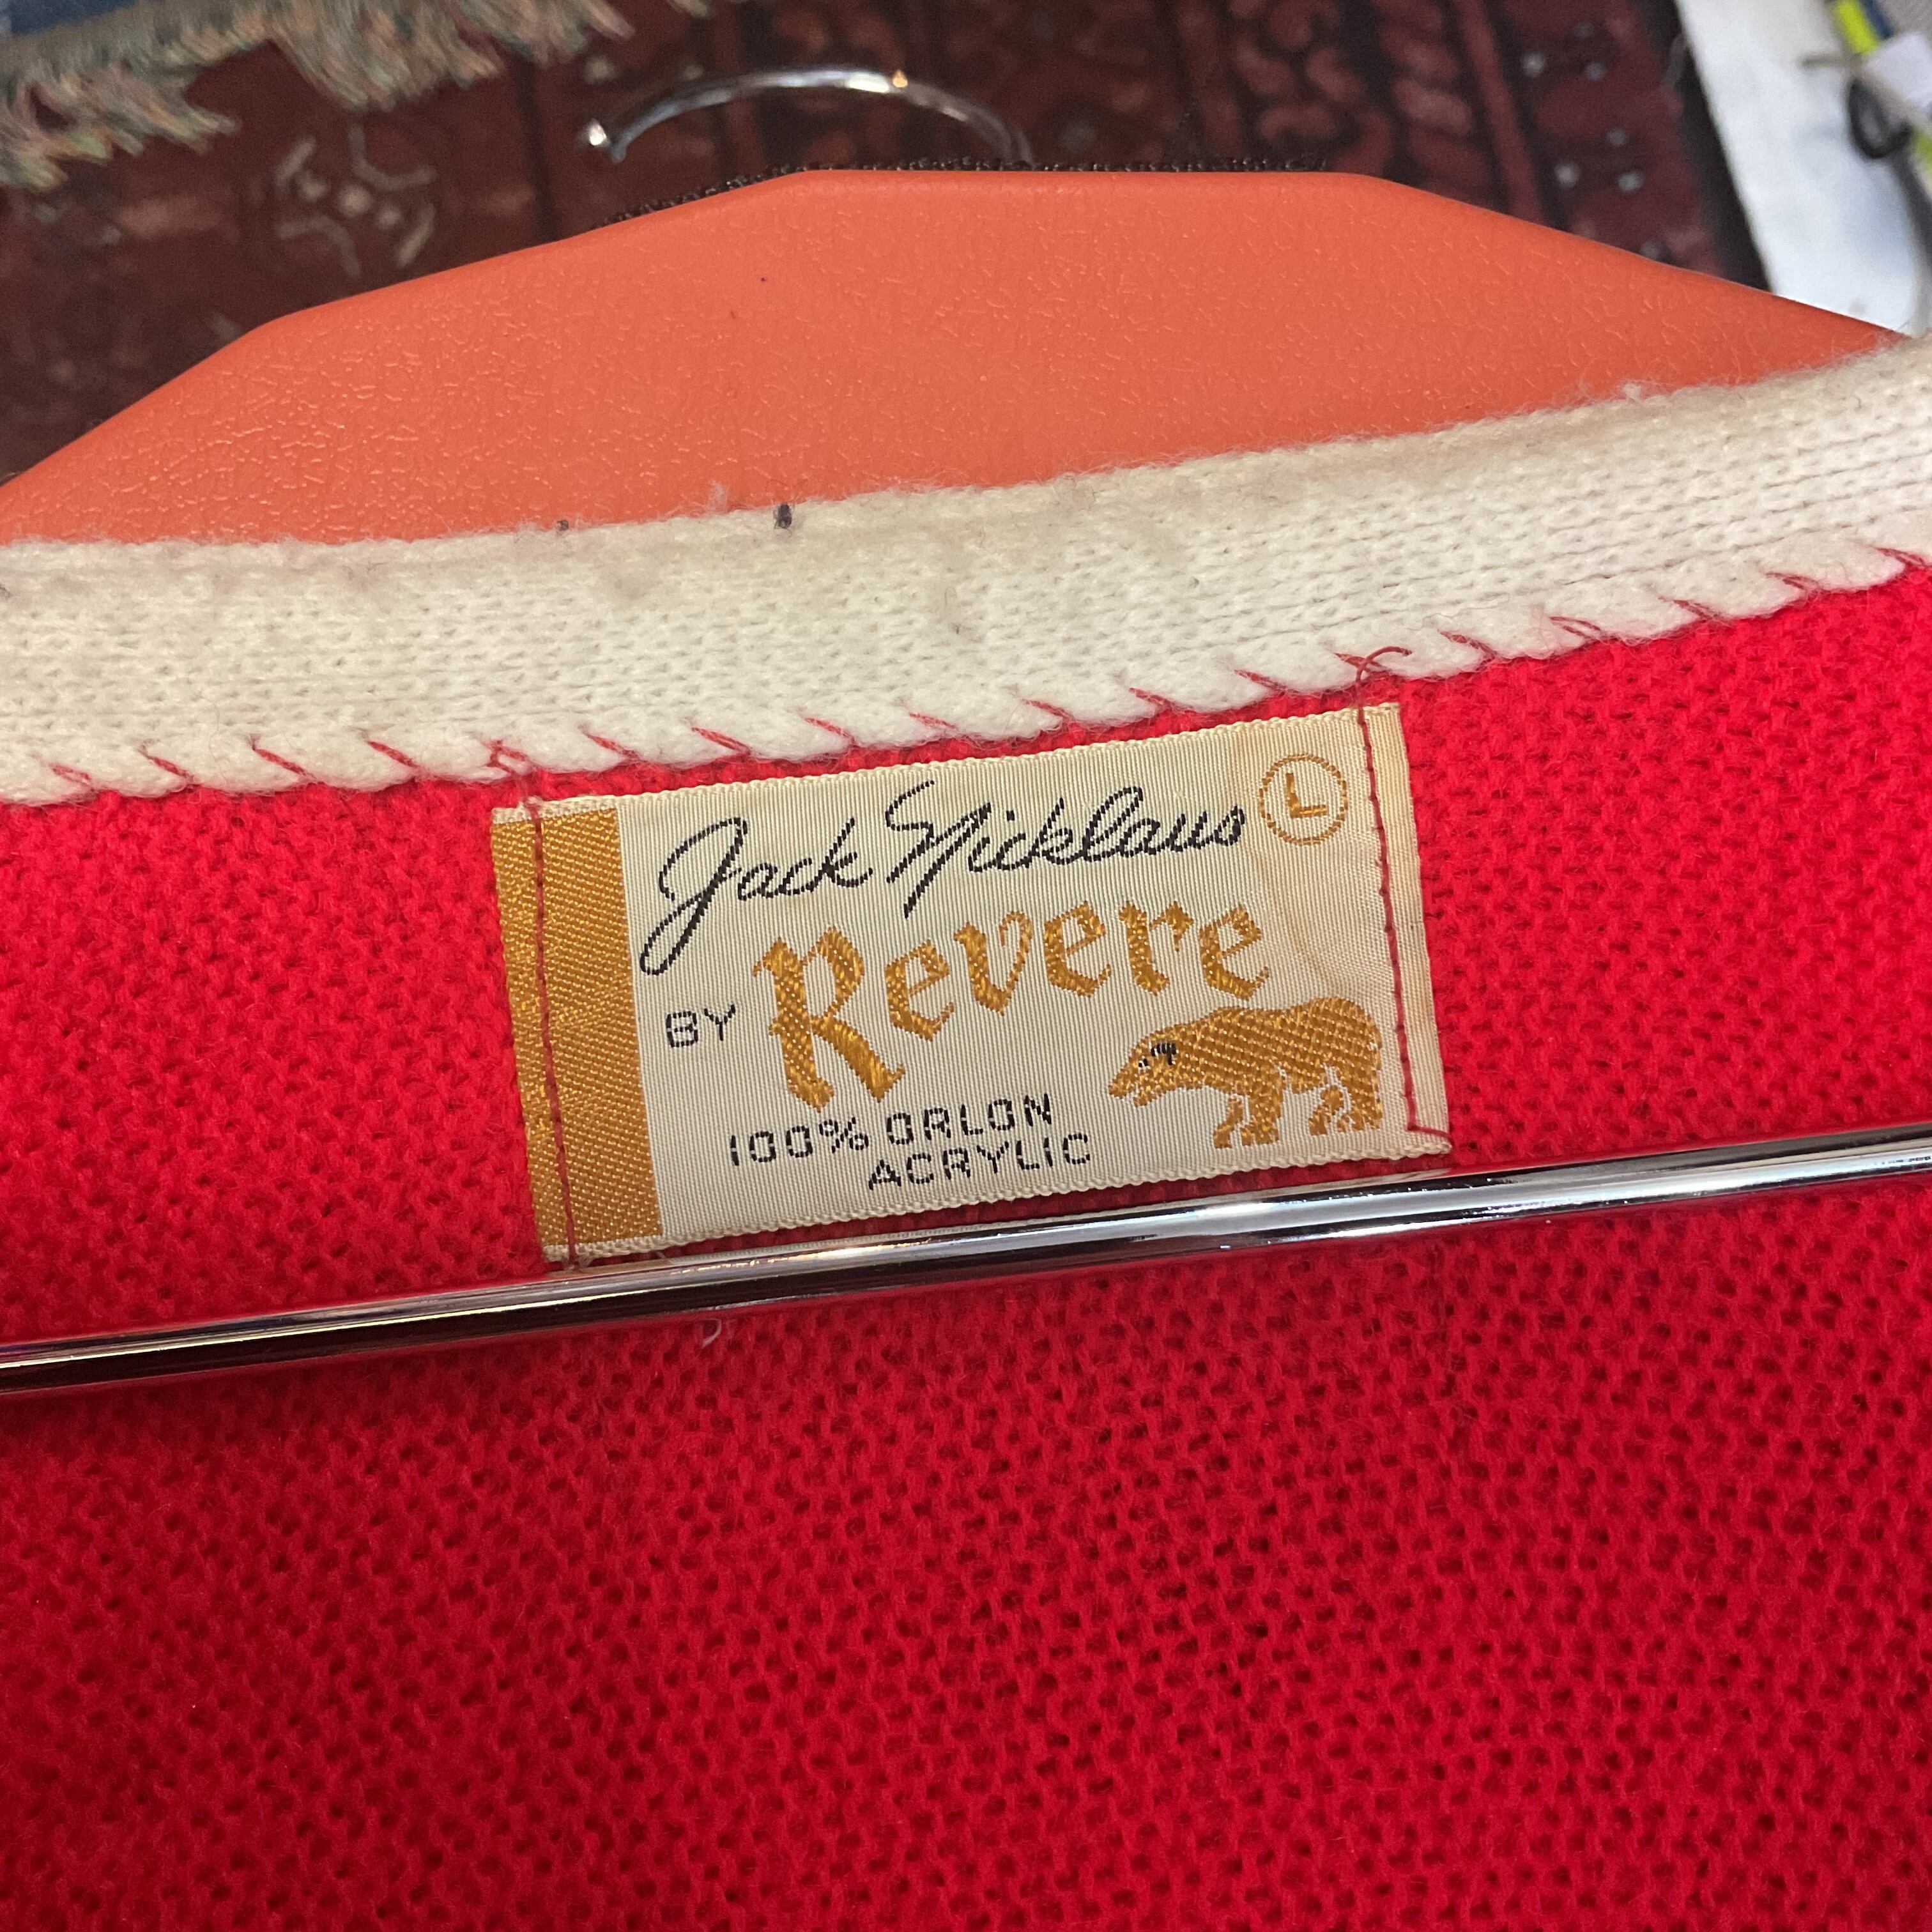 Jack Nicklaus L
BY Revere
100% ORLON
ACRYLIC